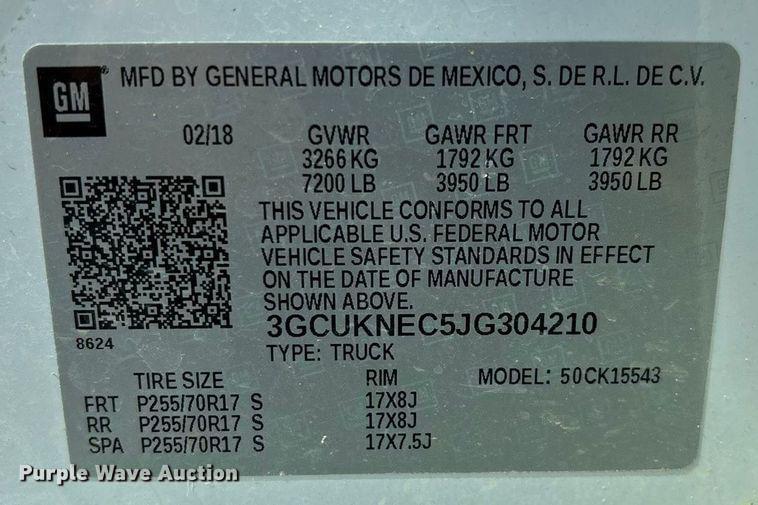 GM ® MFD BY GENERAL MOTORS DE MEXICO, S. DE R.L. DE C.V.
02/18 GVWR GAWR FRT GAWR RR
3266 KG 1792 KG 1792 KG
7200 LB 3950 LB 3950 LB
THIS VEHICLE CONFORMS TO ALL
APPLICABLE U.S. FEDERAL MOTOR
VEHICLE SAFETY STANDARDS IN EFFECT
ON THE DATE OF MANUFACTURE
SHOWN ABOVE.
8624
3GCUKNEC5JG304210
TYPE: TRUCK
TIRE SIZE RIM MODEL: 50CK15543
FRT P255/70R17 S 17X8J
RR P255/70R17 S 17X8J
SPA P255/70R17 S 17X7.5J
Purple Wave Auction